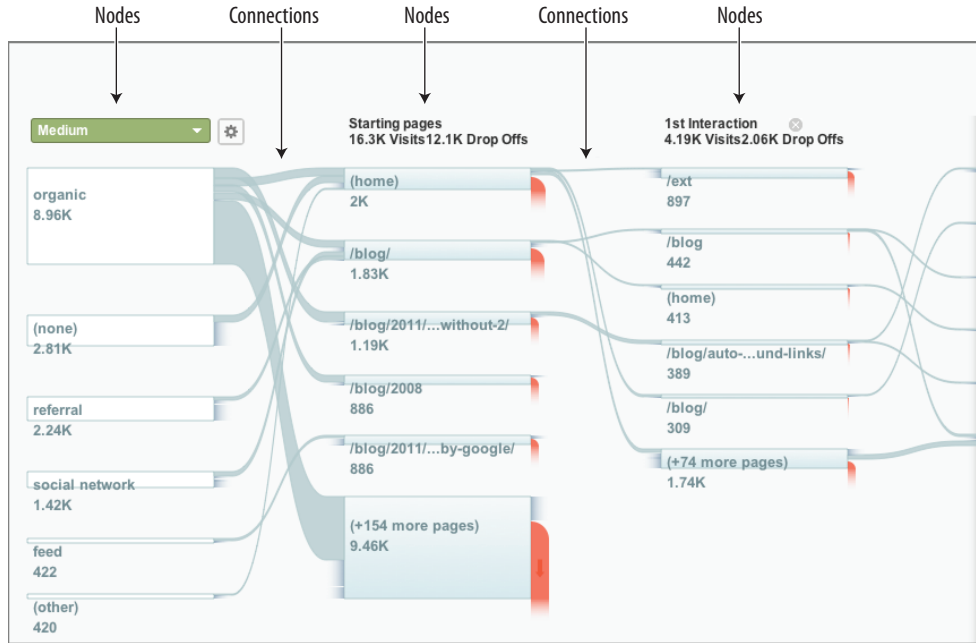 Nodes
Connections
Nodes
Connections
Nodes
Medium
Starting pages
16.3K Visits12.1K Drop Offs
1st Interaction
4.19K Visits2.06K Drop Offs
organic
8.96K
(none)
2.81K
referral
2.24K
social network
1.42K
feed
422
(other)
420
(home)
2K
/blog/
1.83K
/blog/2011/...without-2/
1.19K
/blog/2008
886
/blog/2011/...by-google/
886
(+154 more pages)
9.46K
/ext
897
/blog
442
(home)
413
/blog/auto-...und-links/
389
/blog/
309
(+74 more pages)
1.74K